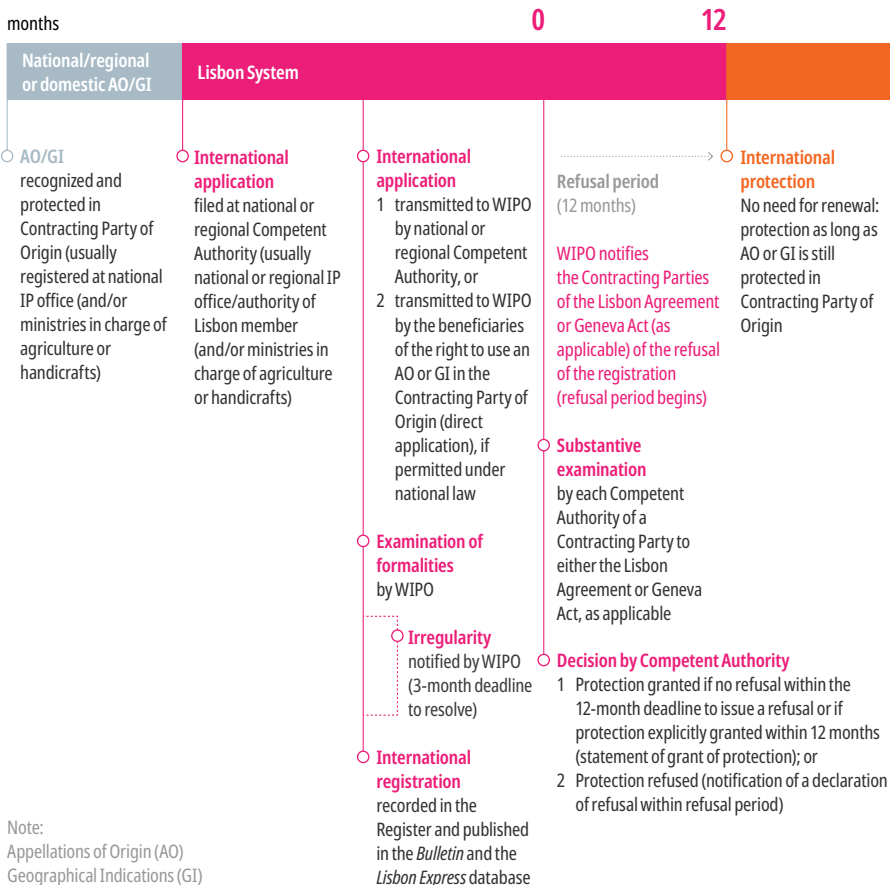 months
0
12
National/regional
or domestic AO/GI
Lisbon System
AO/GI
recognized and
protected in
Contracting Party of
Origin (usually
registered at national
IP office (and/or
ministries in charge of
agriculture or
handicrafts)
International
application
filed at national or
regional Competent
Authority (usually
national or regional IP
office/authority of
Lisbon member
(and/or ministries in
charge of agriculture
or handicrafts)
International
application
1 transmitted to WIPO
by national or
regional Competent
Authority, or
2 transmitted to WIPO
by the beneficiaries
of the right to use an
AO or GI in the
Contracting Party of
Origin (direct
application), if
permitted under
national law
Examination of
formalities
by WIPO
Irregularity
notified by WIPO
(3-month deadline
to resolve)
International
registration
recorded in the
Register and published
in the Bulletin and the
Lisbon Express database
Refusal period
(12 months)
WIPO notifies
the Contracting Parties
of the Lisbon Agreement
or Geneva Act (as
applicable) of the refusal
of the registration
(refusal period begins)
Substantive
examination
by each Competent
Authority of a
Contracting Party to
either the Lisbon
Agreement or Geneva
Act, as applicable
Decision by Competent Authority
1 Protection granted if no refusal within the
12-month deadline to issue a refusal or if
protection explicitly granted within 12 months
(statement of grant of protection); or
2 Protection refused (notification of a declaration
of refusal within refusal period)
International
protection
No need for renewal:
protection as long as
AO or GI is still
protected in
Contracting Party of
Origin
Note:
Appellations of Origin (AO)
Geographical Indications (GI)